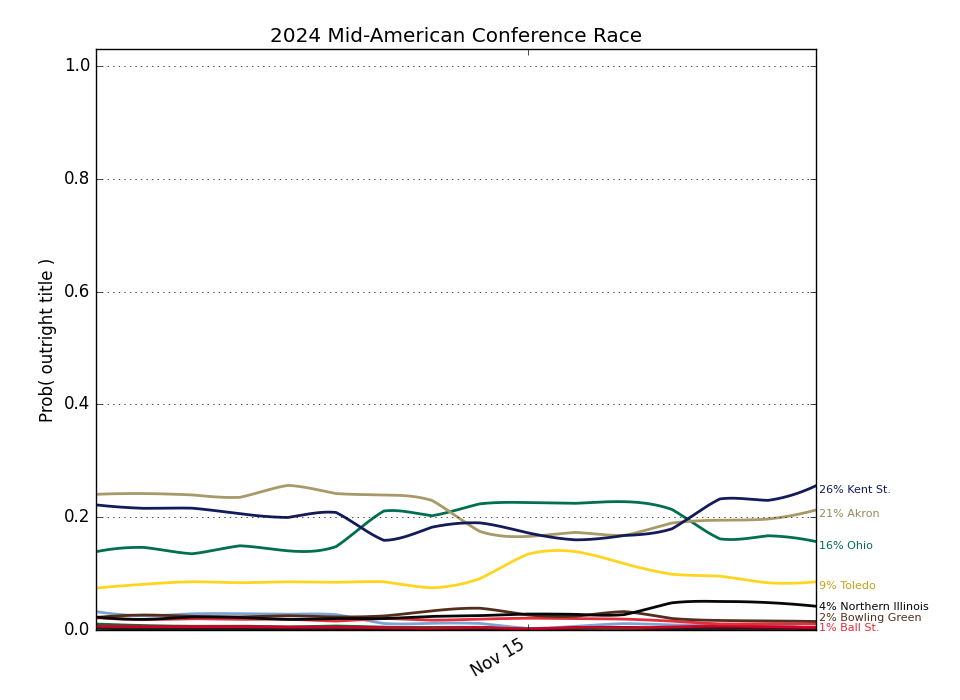 2024 Mid-American Conference Race
1.0
0.8
0.6
0.4
0.2
0.0
Prob( outright title )
Nov 15
26% Kent St.
21% Akron
16% Ohio
9% Toledo
4% Northern Illinois
2% Bowling Green
1% Ball St.